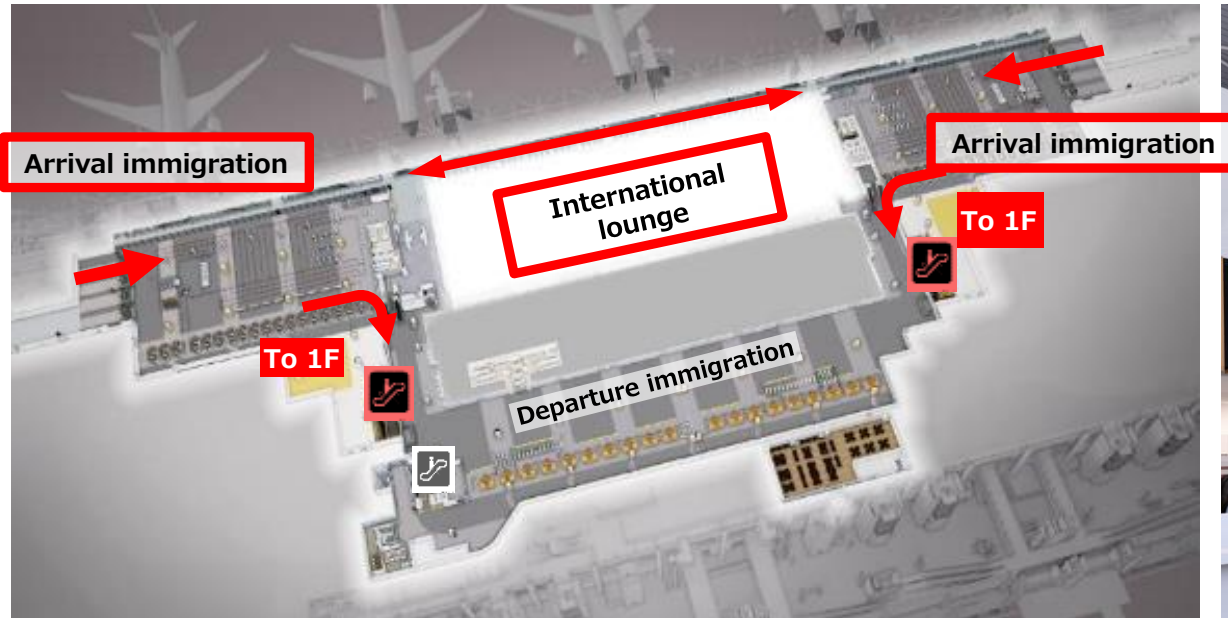 Arrival immigration
International
lounge
Arrival immigration
To 1F
To 1F
Departure immigration